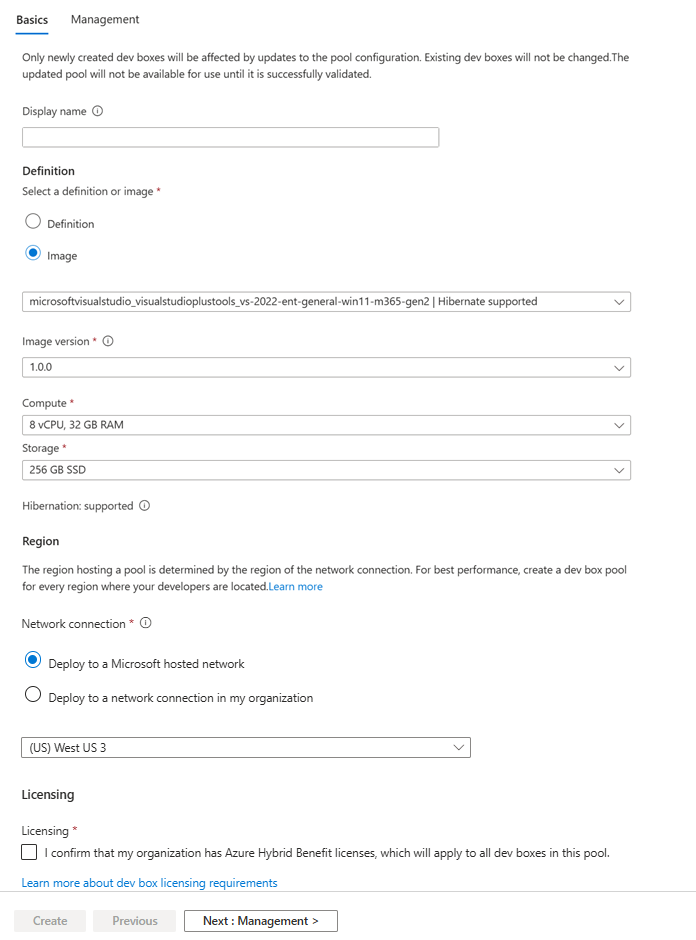 Basics Management
Only newly created dev boxes will be affected by updates to the pool configuration. Existing dev boxes will not be changed.The
updated pool will not be available for use until it is successfully validated.
Display name
Definition
Select a definition or image *
Definition
Image
microsoftvisualstudio_visualstudioplustools_vs-2022-ent-general-win11-m365-gen2 | Hibernate supported
Image version *
1.0.0
Compute *
8 vCPU, 32 GB RAM
Storage *
256 GB SSD
Hibernation: supported
Region
The region hosting a pool is determined by the region of the network connection. For best performance, create a dev box pool
for every region where your developers are located.Learn more
Network connection *
Deploy to a Microsoft hosted network
Deploy to a network connection in my organization
(US) West US 3
Licensing
Licensing *
I confirm that my organization has Azure Hybrid Benefit licenses, which will apply to all dev boxes in this pool.
Learn more about dev box licensing requirements
Create Previous Next : Management >